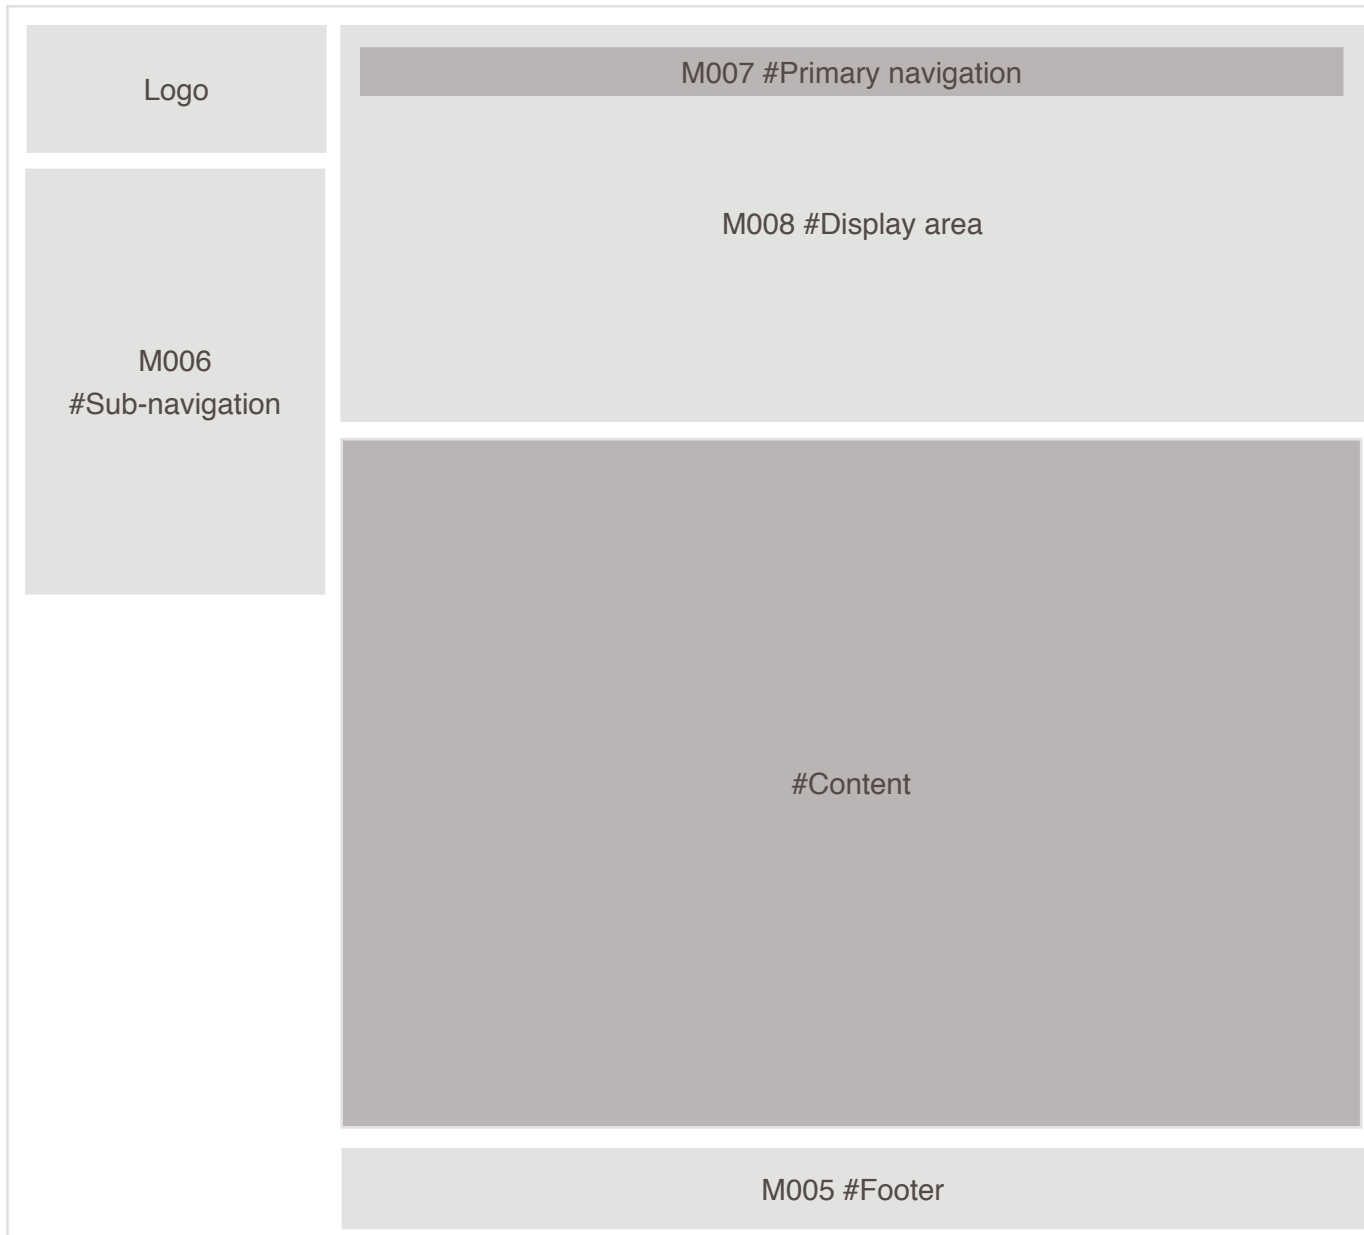 Logo
M007 #Primary navigation
M008 #Display area
M006
#Sub-navigation
#Content
M005 #Footer